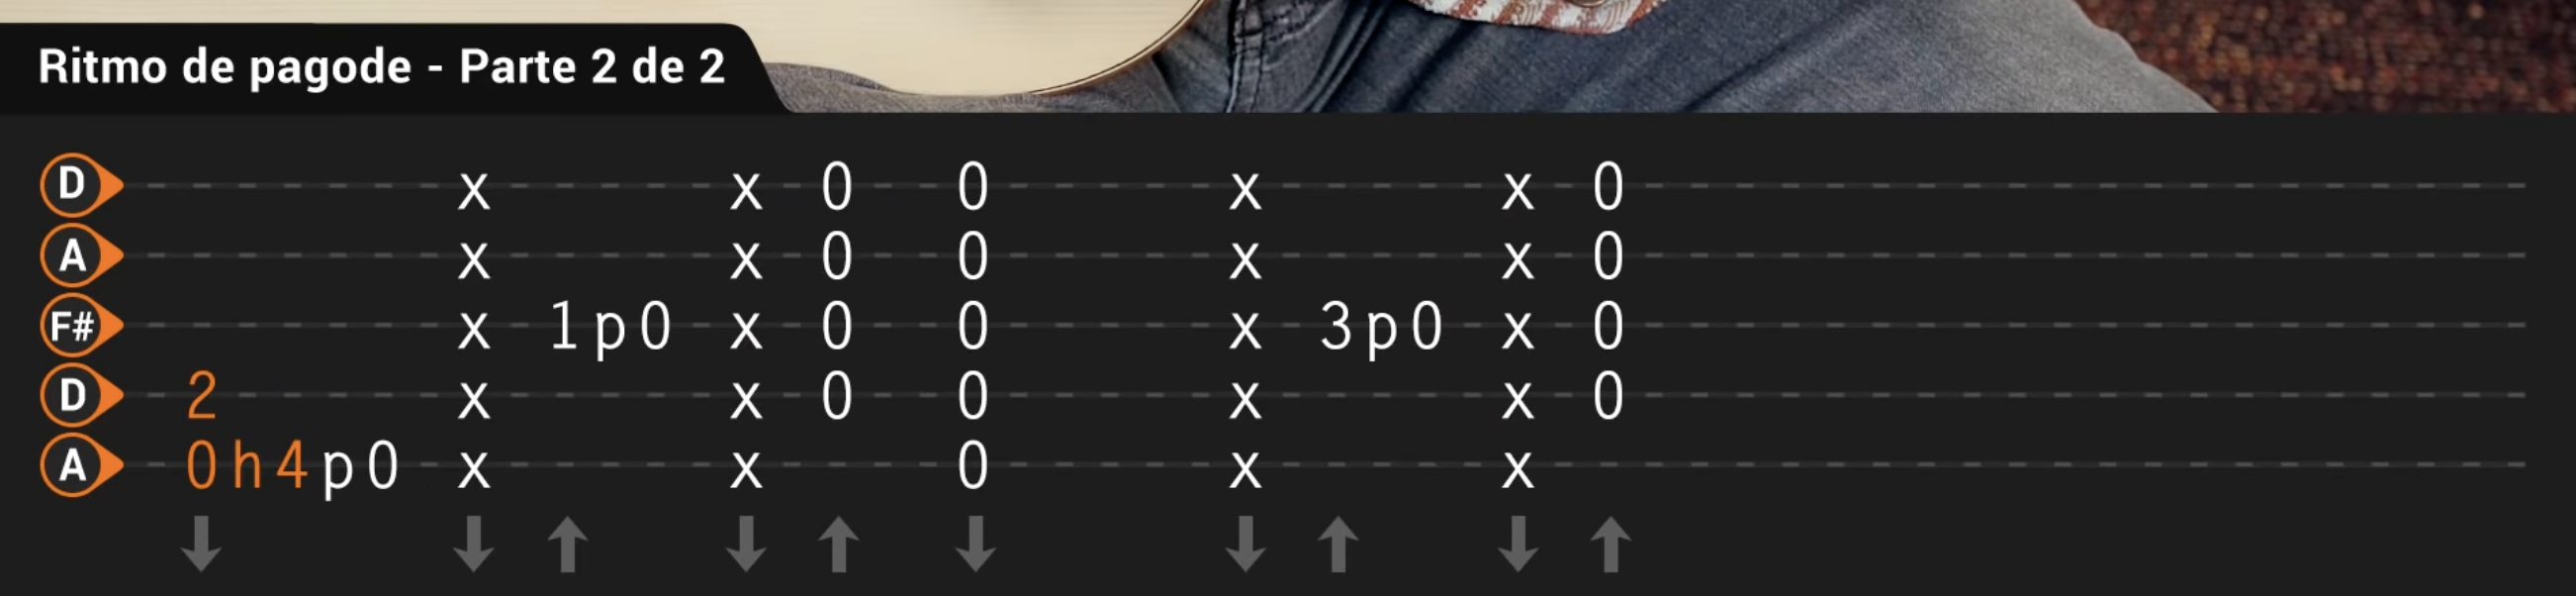 Ritmo de pagode - Parte 2 de 2
D x x 0 0 x x 0
A x x 0 0 x x 0
F# x 1p0 x 0 0 x 3p0 x 0
D 2 x x 0 0 x x 0
A 0h4p0 x x 0 x x